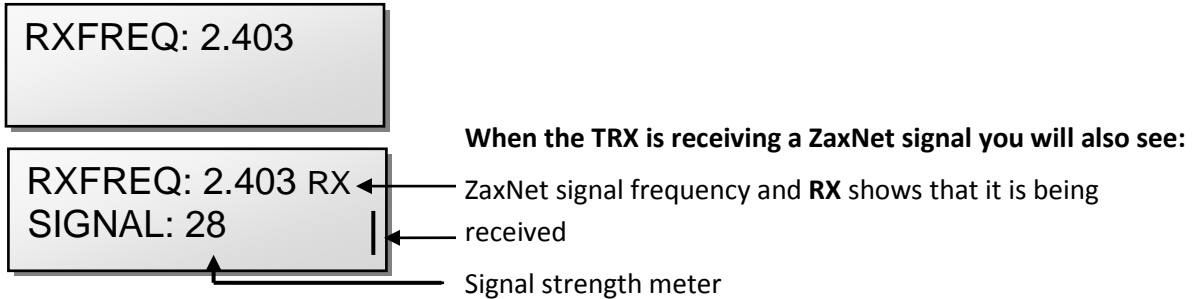 RXFREQ: 2.403
When the TRX is receiving a ZaxNet signal you will also see:
RXFREQ: 2.403 RX
SIGNAL: 28
ZaxNet signal frequency and RX shows that it is being
received
Signal strength meter